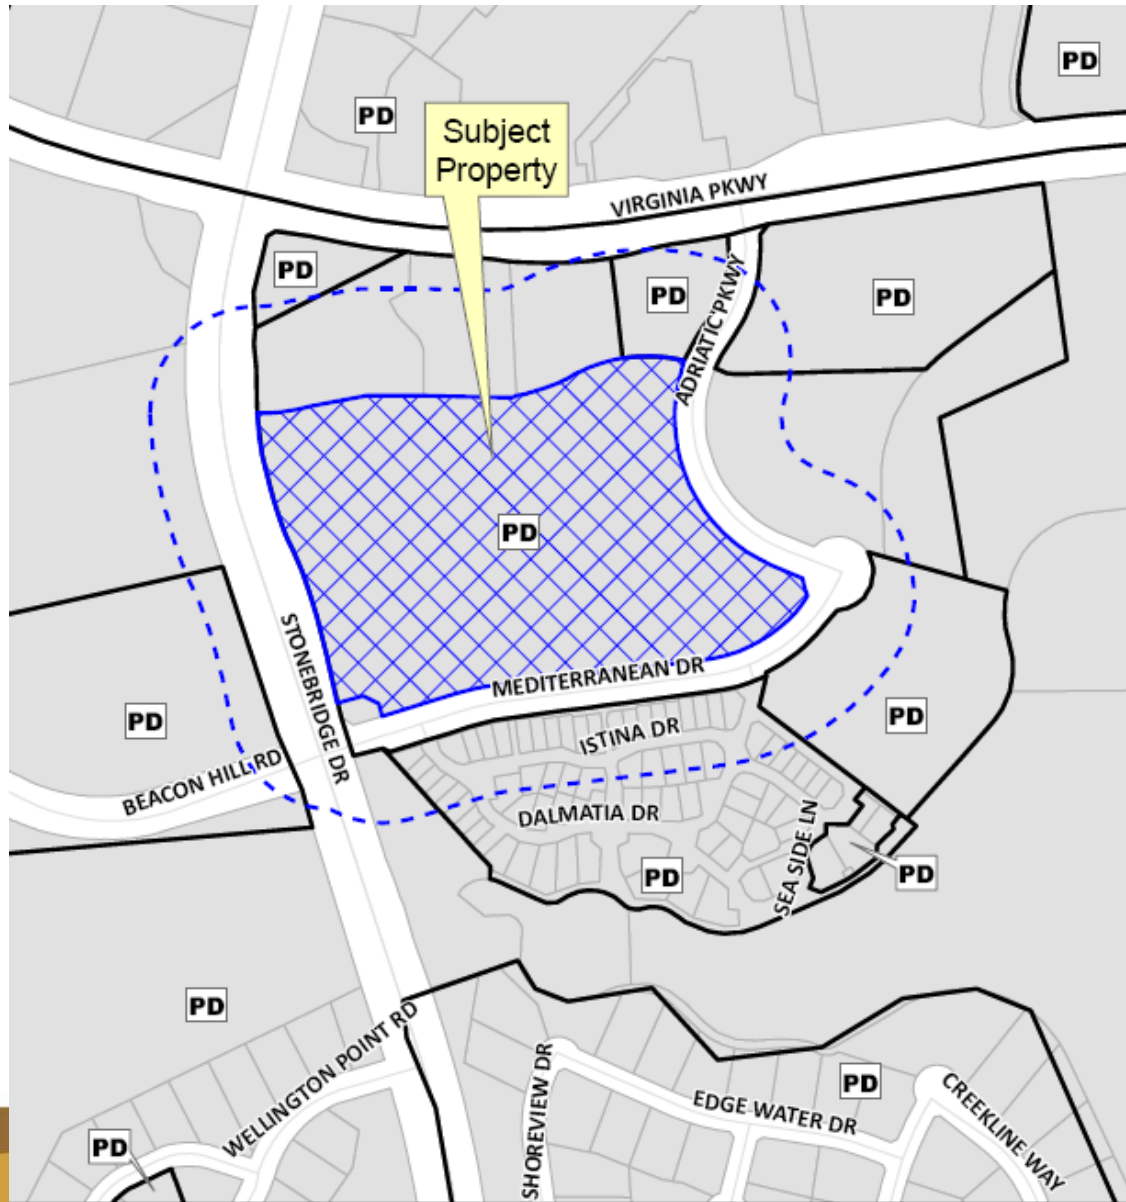 PD
PD
Subject
Property
VIRGINIA PKWY
PD
PD
PD
ADRIATIC PKWY
PD
STONEBRIDGE DR
MEDITERRANEAN DR
PD
PD
ISTINA DR
BEACON HILL RD
DALMATIA DR
SEA SIDE LN
PD
PD
PD
WELLINGTON POINT RD
SHOREVIEW DR
EDGE WATER DR
PD
CREEKLINE WAY
PD